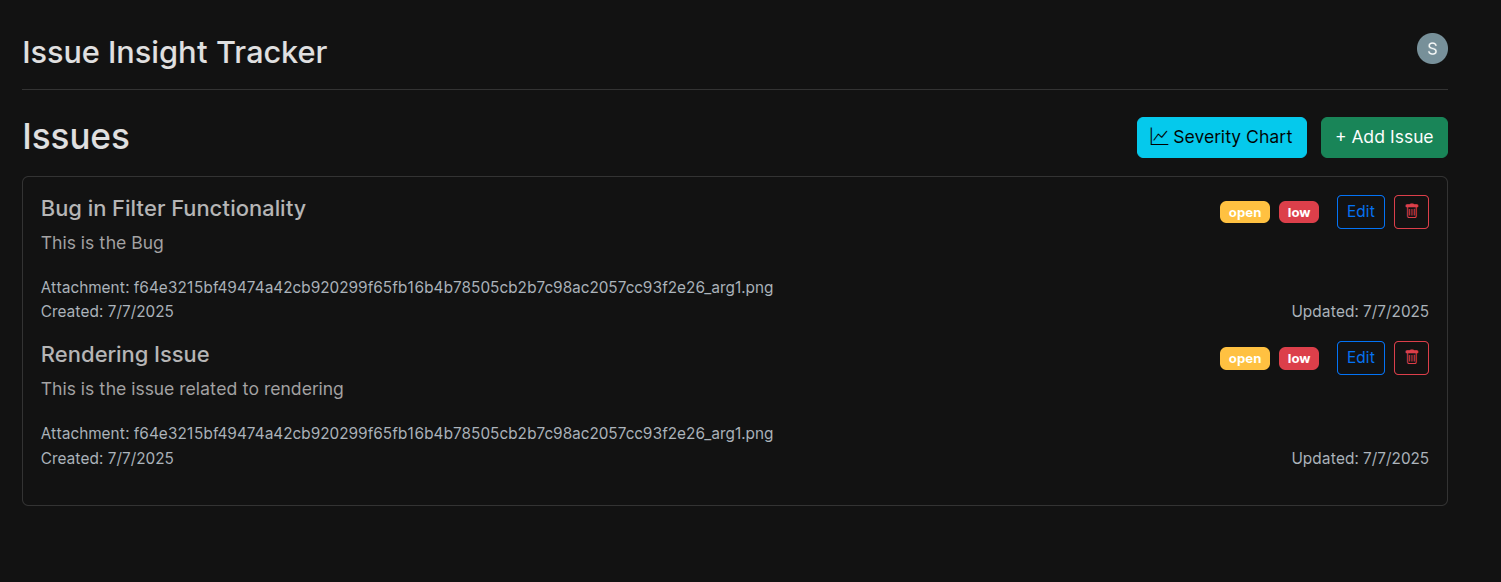 Issue Insight Tracker
S
Issues
Severity Chart
+ Add Issue
Bug in Filter Functionality
open low Edit
This is the Bug
Attachment: f64e3215bf49474a42cb920299f65fb16b4b78505cb2b7c98ac2057cc93f2e26_arg1.png
Created: 7/7/2025
Updated: 7/7/2025
Rendering Issue
open low Edit
This is the issue related to rendering
Attachment: f64e3215bf49474a42cb920299f65fb16b4b78505cb2b7c98ac2057cc93f2e26_arg1.png
Created: 7/7/2025
Updated: 7/7/2025